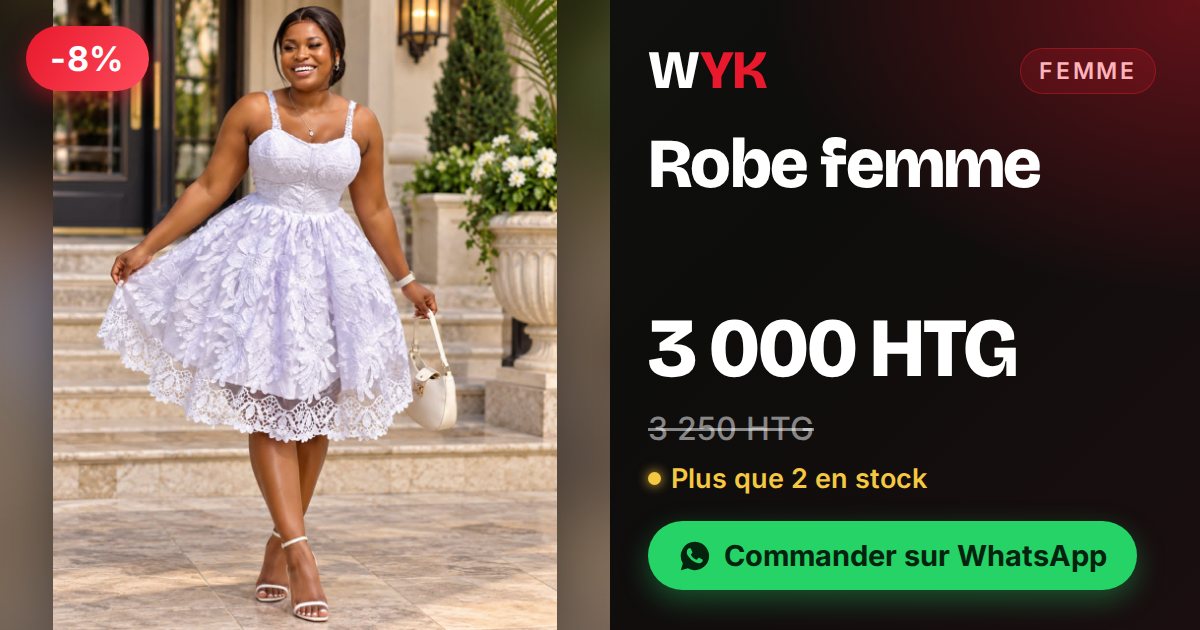 -8%
WYK
FEMME
Robe femme
3 000 HTG
3 250 HTG
Plus que 2 en stock
Commander sur WhatsApp